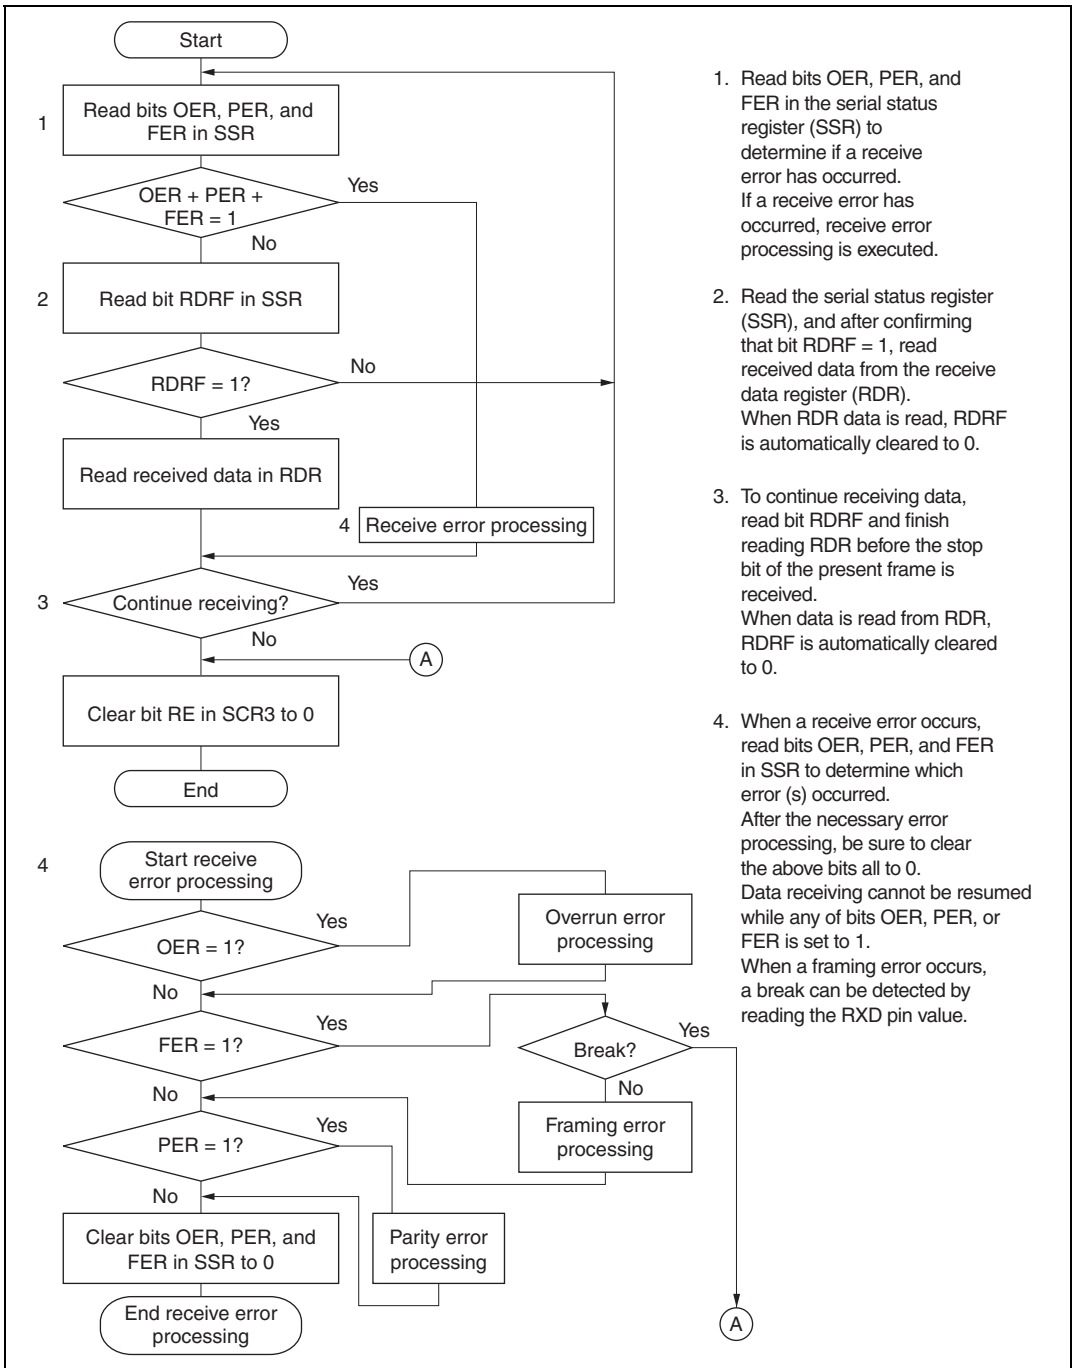 Start
1
Read bits OER, PER, and
FER in SSR
OER + PER +
FER = 1
Yes
No
2
Read bit RDRF in SSR
RDRF = 1?
No
Yes
Read received data in RDR
4
Receive error processing
3
Continue receiving?
Yes
No
A
Clear bit RE in SCR3 to 0
End
4
Start receive
error processing
OER = 1?
Yes
Overrun error
processing
No
FER = 1?
Yes
Break?
Yes
No
No
Framing error
processing
PER = 1?
Yes
No
Clear bits OER, PER, and
FER in SSR to 0
Parity error
processing
End receive error
processing
A
1. Read bits OER, PER, and
FER in the serial status
register (SSR) to
determine if a receive
error has occurred.
If a receive error has
occurred, receive error
processing is executed.
2. Read the serial status register
(SSR), and after confirming
that bit RDRF = 1, read
received data from the receive
data register (RDR).
When RDR data is read, RDRF
is automatically cleared to 0.
3. To continue receiving data,
read bit RDRF and finish
reading RDR before the stop
bit of the present frame is
received.
When data is read from RDR,
RDRF is automatically cleared
to 0.
4. When a receive error occurs,
read bits OER, PER, and FER
in SSR to determine which
error (s) occurred.
After the necessary error
processing, be sure to clear
the above bits all to 0.
Data receiving cannot be resumed
while any of bits OER, PER, or
FER is set to 1.
When a framing error occurs,
a break can be detected by
reading the RXD pin value.